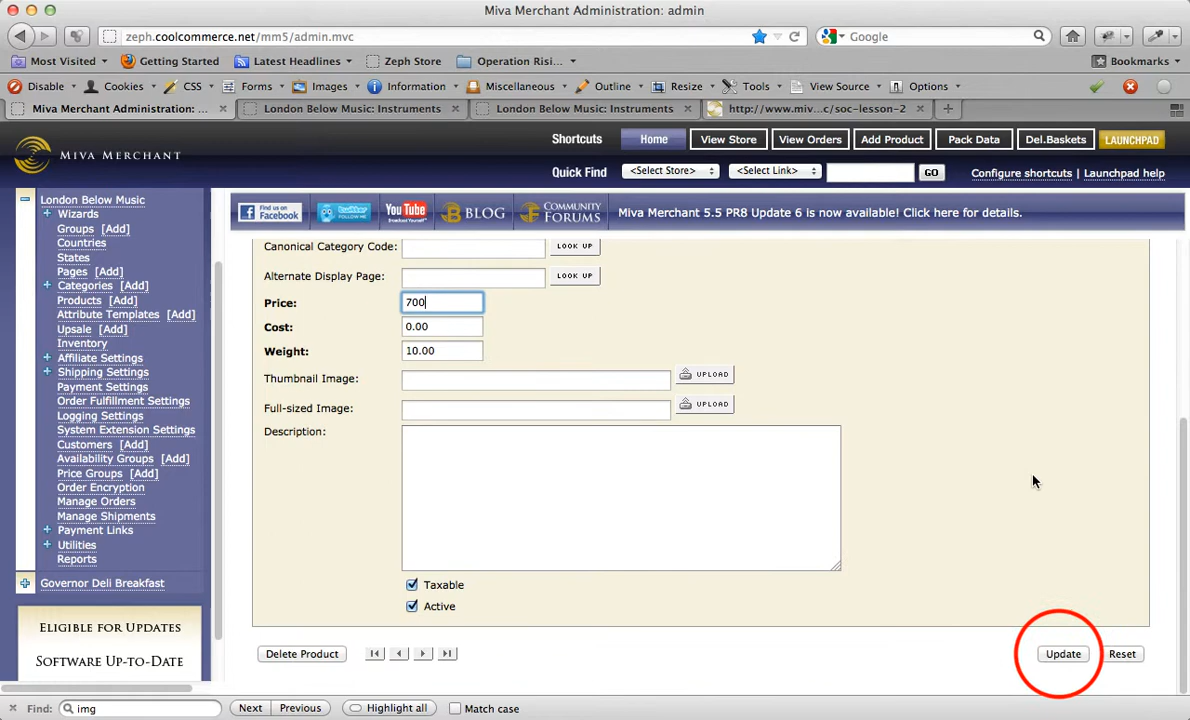 Miva Merchant Administration: admin
zeph.coolcommerce.net/mm5/admin.mvc
Google
Most Visited
Getting Started
Latest Headlines
Zeph Store
Operation Risi...
Bookmarks
Disable
Cookies
CSS
Forms
Images
Information
Miscellaneous
Outline
Resize
Tools
View Source
Options
Miva Merchant Administration: ...
London Below Music: Instruments
London Below Music: Instruments
http://www.miv...c/soc-lesson-2
MIVA MERCHANT
Shortcuts
Home
View Store
View Orders
Add Product
Pack Data
Del.Baskets
LAUNCHPAD
Quick Find
<Select Store>
<Select Link>
GO
Configure shortcuts
Launchpad help
Find us on Facebook
twitter FOLLOW ME
YouTube Broadcast Yourself
BLOG
COMMUNITY FORUMS
Miva Merchant 5.5 PR8 Update 6 is now available! Click here for details.
London Below Music
Wizards
Groups [Add]
Countries
States
Pages [Add]
Categories [Add]
Products [Add]
Attribute Templates [Add]
Upsale [Add]
Inventory
Affiliate Settings
Shipping Settings
Payment Settings
Order Fulfillment Settings
Logging Settings
System Extension Settings
Customers [Add]
Availability Groups [Add]
Price Groups [Add]
Order Encryption
Manage Orders
Manage Shipments
Payment Links
Utilities
Reports
Governor Deli Breakfast
ELIGIBLE FOR UPDATES
SOFTWARE UP-TO-DATE
Canonical Category Code:
LOOK UP
Alternate Display Page:
LOOK UP
Price:
700
Cost:
0.00
Weight:
10.00
Thumbnail Image:
UPLOAD
Full-sized Image:
UPLOAD
Description:
Taxable
Active
Delete Product
Update
Reset
Find:
img
Next
Previous
Highlight all
Match case